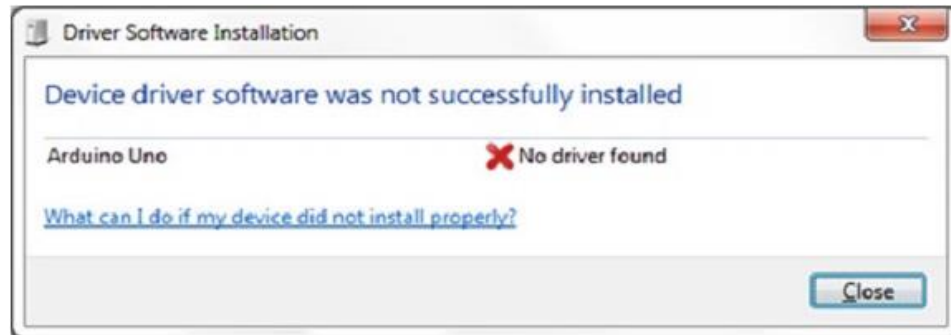 Driver Software Installation
Device driver software was not successfully installed
Arduino Uno No driver found
What can I do if my device did not install properly?
Close